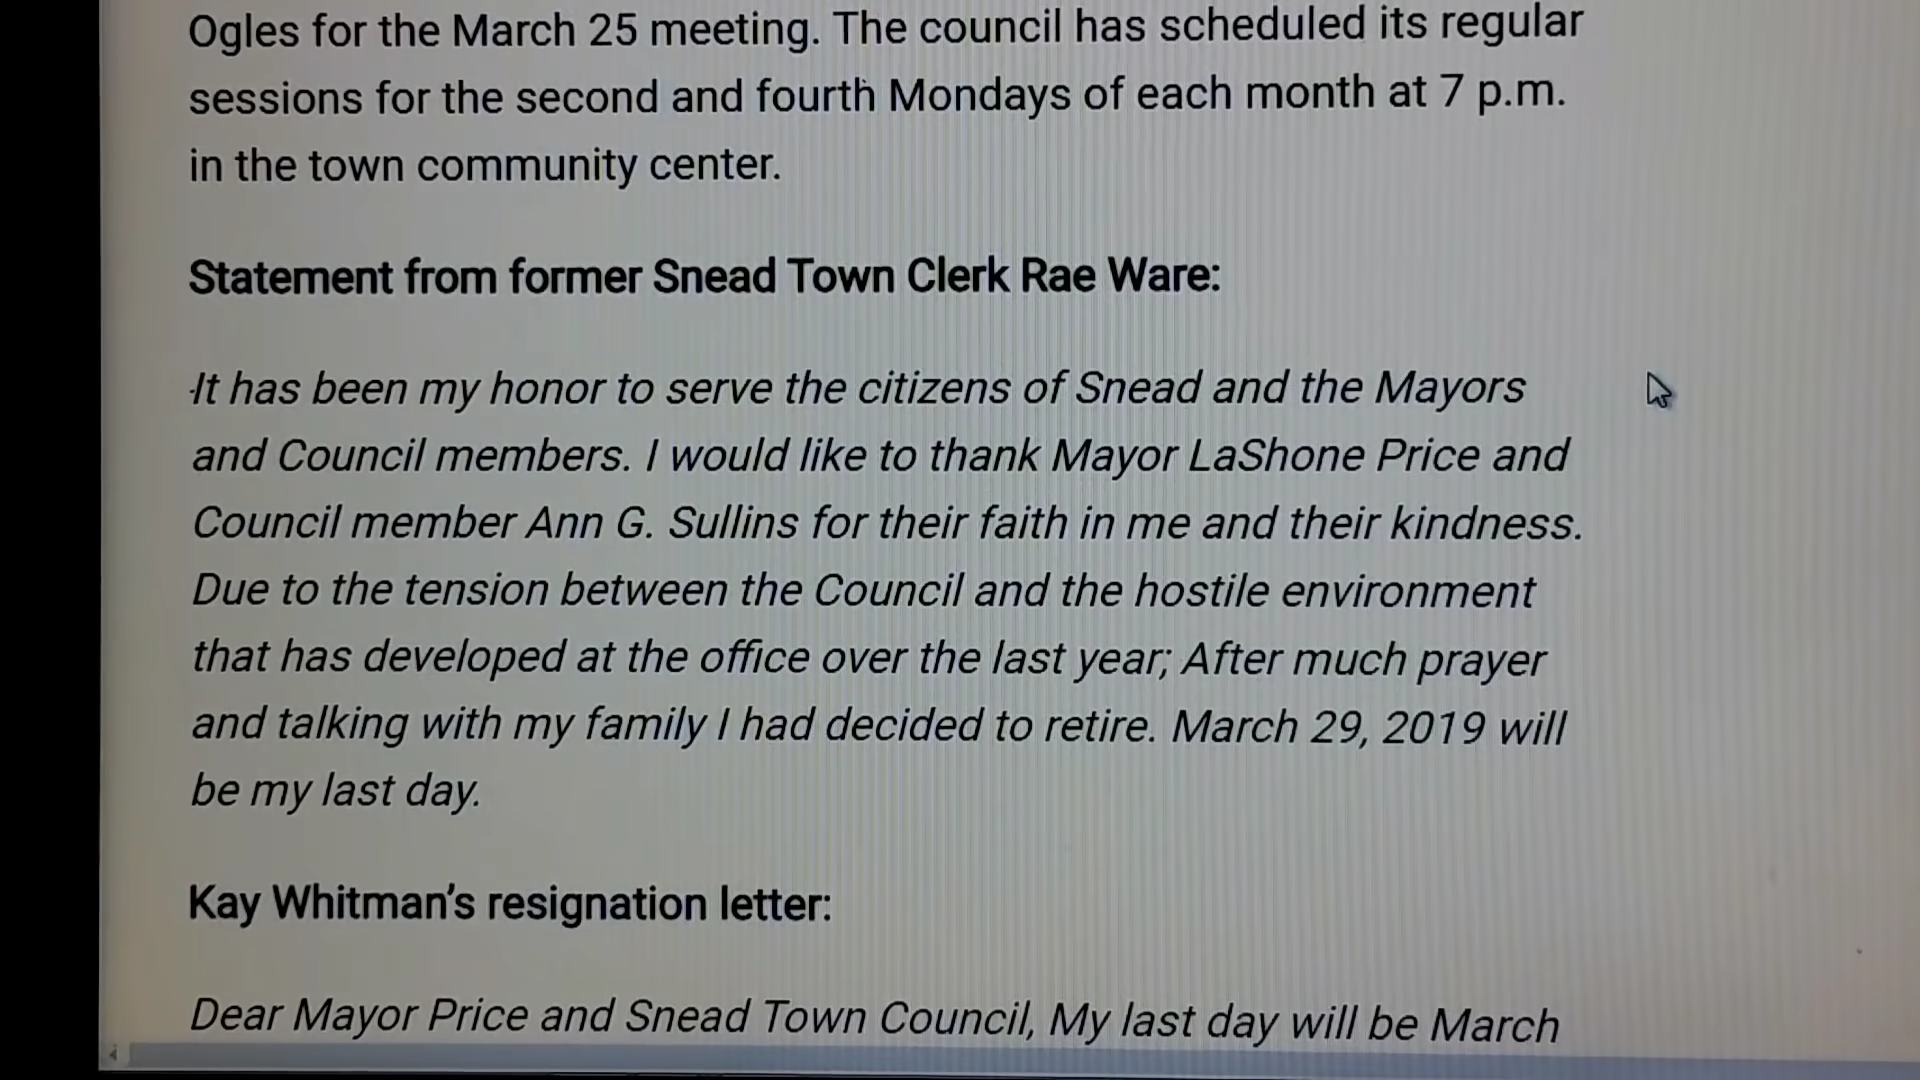 Ogles for the March 25 meeting. The council has scheduled its regular
sessions for the second and fourth Mondays of each month at 7 p.m.
in the town community center.
Statement from former Snead Town Clerk Rae Ware:
It has been my honor to serve the citizens of Snead and the Mayors
and Council members. I would like to thank Mayor LaShone Price and
Council member Ann G. Sullins for their faith in me and their kindness.
Due to the tension between the Council and the hostile environment
that has developed at the office over the last year; After much prayer
and talking with my family I had decided to retire. March 29, 2019 will
be my last day.
Kay Whitman's resignation letter:
Dear Mayor Price and Snead Town Council, My last day will be March